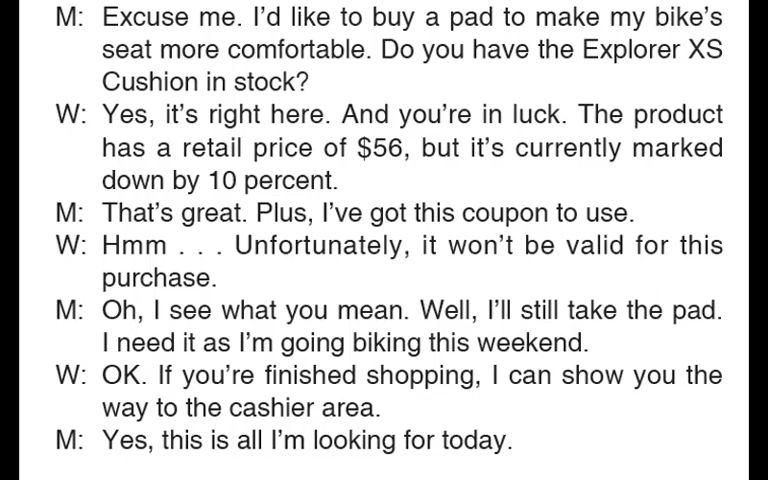 M: Excuse me. I'd like to buy a pad to make my bike's
seat more comfortable. Do you have the Explorer XS
Cushion in stock?
W: Yes, it's right here. And you're in luck. The product
has a retail price of $56, but it's currently marked
down by 10 percent.
M: That's great. Plus, I've got this coupon to use.
W: Hmm . . . Unfortunately, it won't be valid for this
purchase.
M: Oh, I see what you mean. Well, I'll still take the pad.
I need it as I'm going biking this weekend.
W: OK. If you're finished shopping, I can show you the
way to the cashier area.
M: Yes, this is all I'm looking for today.